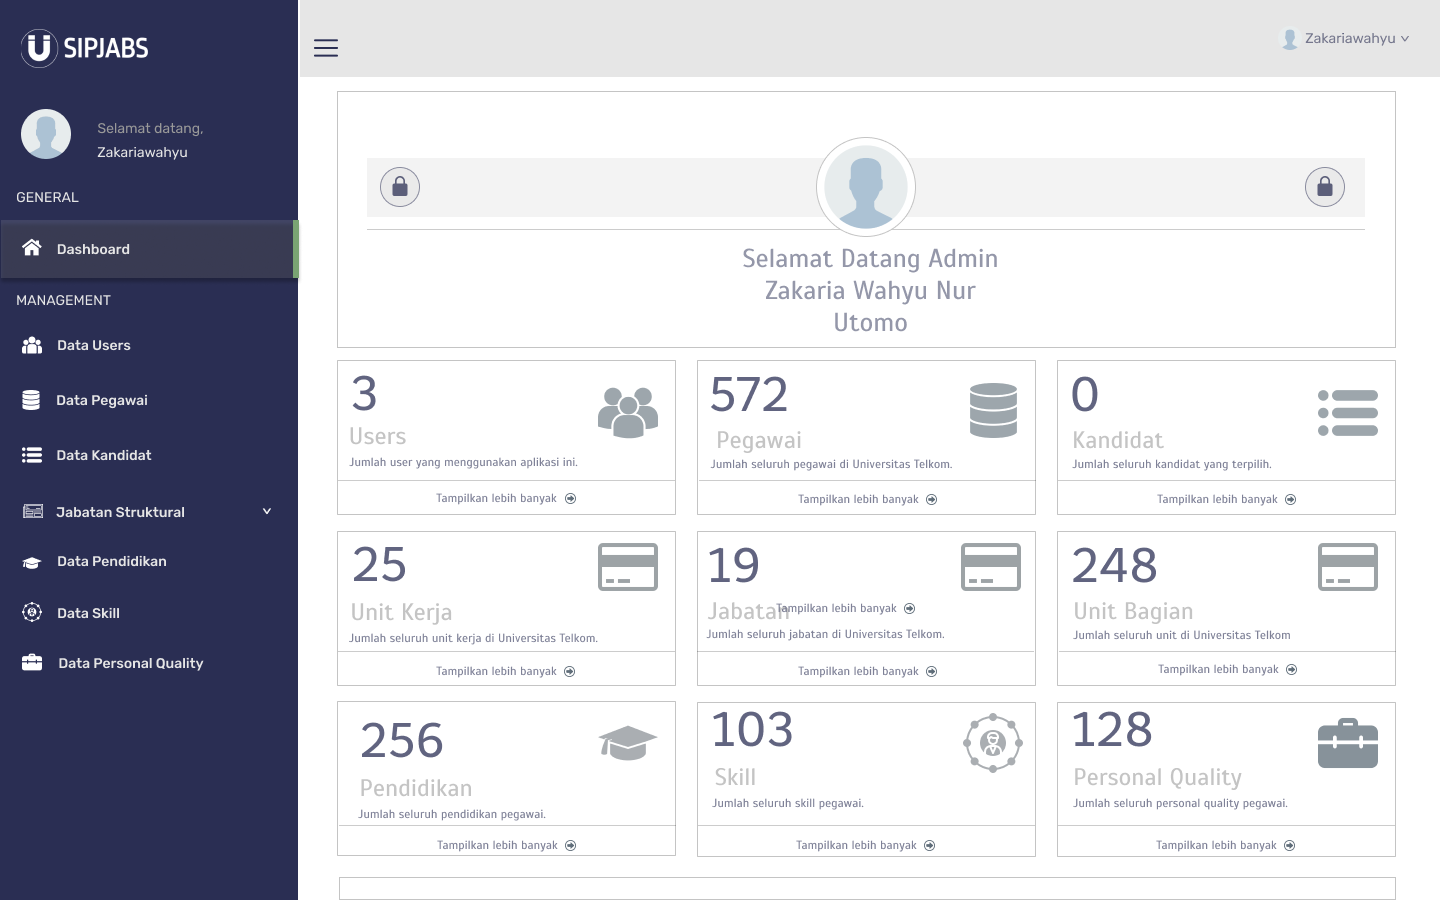 SIPJABS
Zakariawahyu
Selamat datang,
Zakariawahyu
GENERAL
Dashboard
MANAGEMENT
Data Users
Data Pegawai
Data Kandidat
Jabatan Struktural
Data Pendidikan
Data Skill
Data Personal Quality
Selamat Datang Admin
Zakaria Wahyu Nur
Utomo
3
Users
Jumlah user yang menggunakan aplikasi ini.
Tampilkan lebih banyak
572
Pegawai
Jumlah seluruh pegawai di Universitas Telkom.
Tampilkan lebih banyak
0
Kandidat
Jumlah seluruh kandidat yang terpilih.
Tampilkan lebih banyak
25
Unit Kerja
Jumlah seluruh unit kerja di Universitas Telkom.
Tampilkan lebih banyak
19
Jabatan
Tampilkan lebih banyak
Jumlah seluruh jabatan di Universitas Telkom.
Tampilkan lebih banyak
248
Unit Bagian
Jumlah seluruh unit di Universitas Telkom
Tampilkan lebih banyak
256
Pendidikan
Jumlah seluruh pendidikan pegawai.
Tampilkan lebih banyak
103
Skill
Jumlah seluruh skill pegawai.
Tampilkan lebih banyak
128
Personal Quality
Jumlah seluruh personal quality pegawai.
Tampilkan lebih banyak